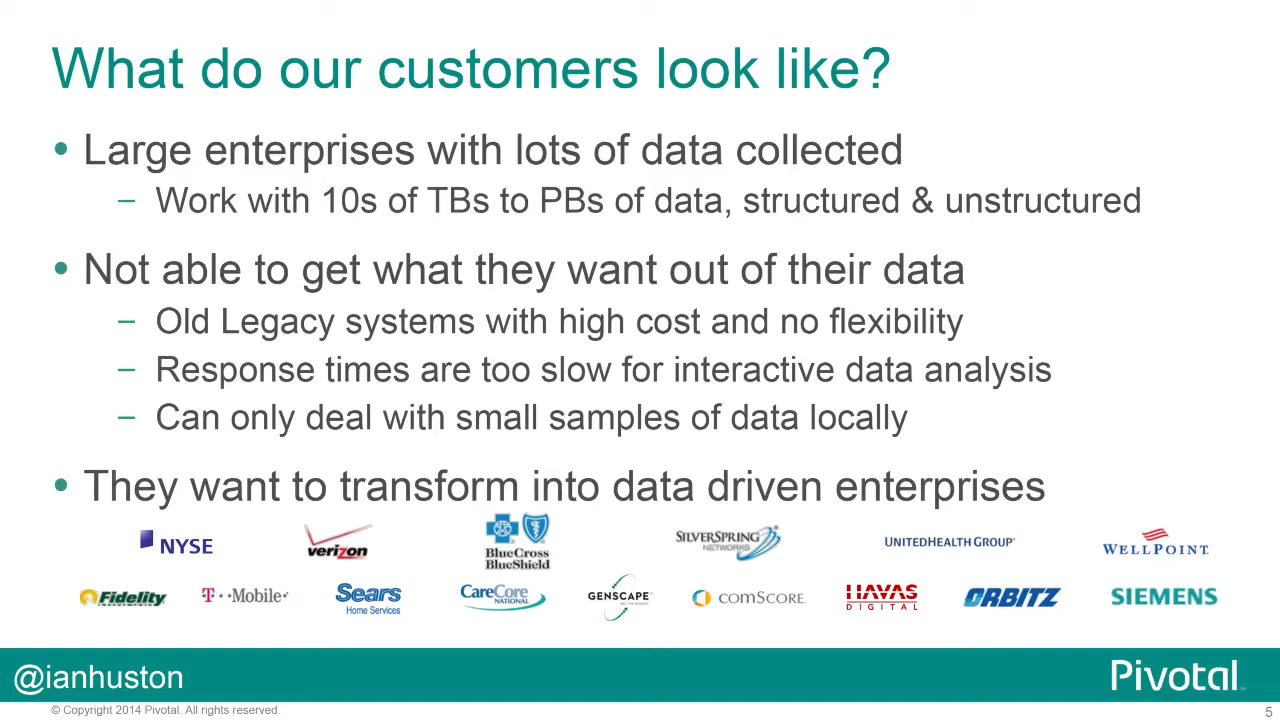 What do our customers look like?
• Large enterprises with lots of data collected
– Work with 10s of TBs to PBs of data, structured & unstructured
• Not able to get what they want out of their data
– Old Legacy systems with high cost and no flexibility
– Response times are too slow for interactive data analysis
– Can only deal with small samples of data locally
• They want to transform into data driven enterprises
NYSE
verizon
BlueCross
BlueShield
SILVERSPRING
NETWORKS
UNITEDHEALTH GROUP
WELLPOINT
Fidelity
INVESTMENTS
T··Mobile·
Sears
Home Services
CareCore
NATIONAL
GENSCAPE
comScore
HAVAS
DIGITAL
ORBITZ
SIEMENS
@ianhuston
Pivotal
© Copyright 2014 Pivotal. All rights reserved.
5